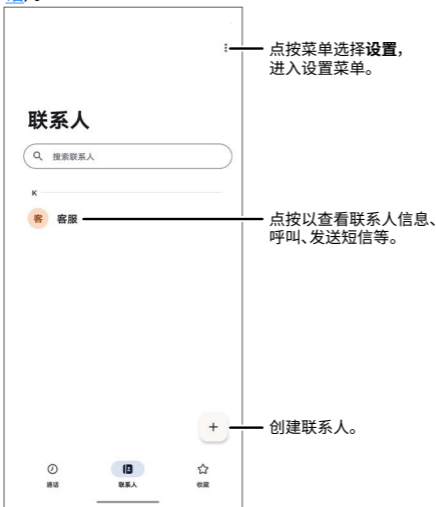 点按菜单选择设置，
进入设置菜单。
联系人
搜索联系人
K
客 客服
点按以查看联系人信息、
呼叫、发送短信等。
+
创建联系人。
通话 联系人 收藏